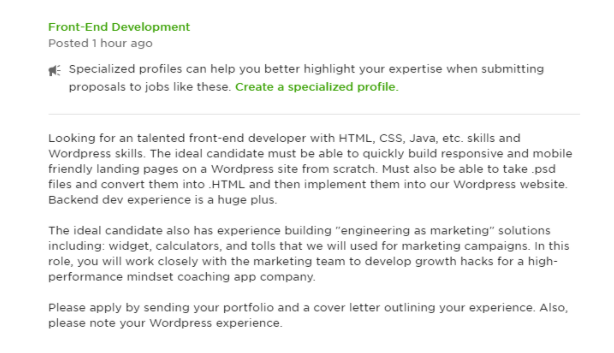 Front-End Development
Posted 1 hour ago
Specialized profiles can help you better highlight your expertise when submitting
proposals to jobs like these. Create a specialized profile.
Looking for an talented front-end developer with HTML, CSS, Java, etc. skills and
Wordpress skills. The ideal candidate must be able to quickly build responsive and mobile
friendly landing pages on a Wordpress site from scratch. Must also be able to take .psd
files and convert them into .HTML and then implement them into our Wordpress website.
Backend dev experience is a huge plus.
The ideal candidate also has experience building "engineering as marketing" solutions
including: widget, calculators, and tolls that we will used for marketing campaigns. In this
role, you will work closely with the marketing team to develop growth hacks for a high-
performance mindset coaching app company.
Please apply by sending your portfolio and a cover letter outlining your experience. Also,
please note your Wordpress experience.